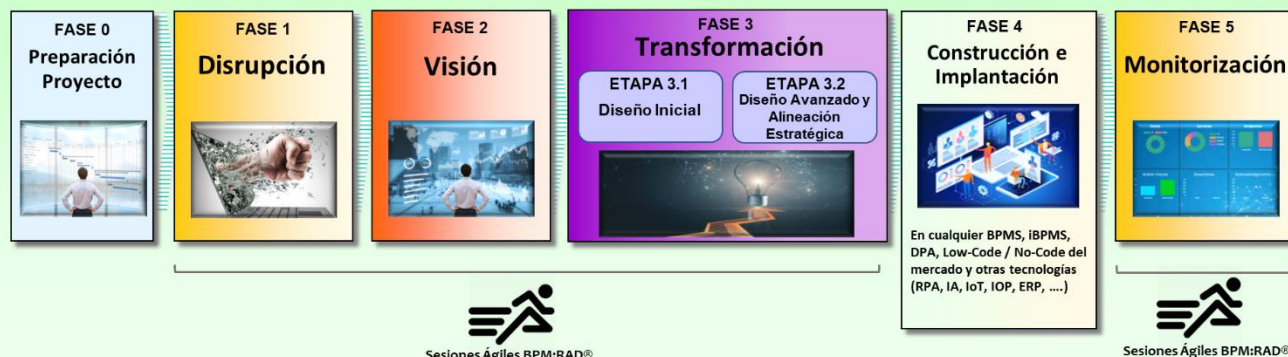 FASE 0
Preparación
Proyecto
FASE 1
Disrupción
FASE 2
Visión
FASE 3
Transformación
ETAPA 3.1
Diseño Inicial
ETAPA 3.2
Diseño Avanzado y
Alineación
Estratégica
FASE 4
Construcción e
Implantación
En cualquier BPMS, iBPMS,
DPA, Low-Code / No-Code del
mercado y otras tecnologías
(RPA, IA, IoT, IOP, ERP, ....)
FASE 5
Monitorización
Sesiones Ágiles BPM:RAD®
Sesiones Ágiles BPM:RAD®